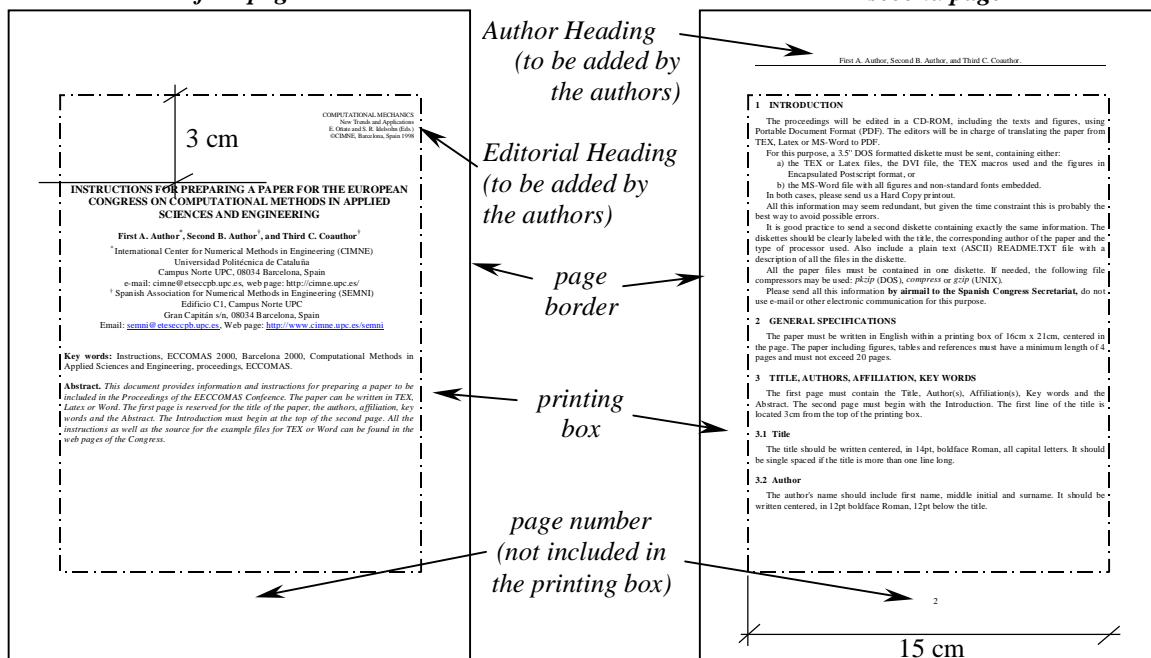 COMPUTATIONAL MECHANICS
New Trends and Applications
E. Oñate and S. R. Idelsohn (Eds.)
©CIMNE, Barcelona, Spain 1998
3 cm
INSTRUCTIONS FOR PREPARING A PAPER FOR THE EUROPEAN
CONGRESS ON COMPUTATIONAL METHODS IN APPLIED
SCIENCES AND ENGINEERING
First A. Author*, Second B. Author†, and Third C. Coauthor†
* International Center for Numerical Methods in Engineering (CIMNE)
Universidad Politécnica de Cataluña
Campus Norte UPC, 08034 Barcelona, Spain
e-mail: cimne@etseccpb.upc.es, web page: http://cimne.upc.es/
† Spanish Association for Numerical Methods in Engineering (SEMNI)
Edificio C1, Campus Norte UPC
Gran Capitán s/n, 08034 Barcelona, Spain
Email: semni@eteseccpb.upc.es, Web page: http://www.cimne.upc.es/semni
Key words: Instructions, ECCOMAS 2000, Barcelona 2000, Computational Methods in
Applied Sciences and Engineering, proceedings, ECCOMAS.
Abstract. This document provides information and instructions for preparing a paper to be
included in the Proceedings of the EECCOMAS Confeence. The paper can be written in TEX,
Latex or Word. The first page is reserved for the title of the paper, the authors, affiliation, key
words and the Abstract. The Introduction must begin at the top of the second page. All the
instructions as well as the source for the example files for TEX or Word can be found in the
web pages of the Congress.
Author Heading
(to be added by
the authors)
Editorial Heading
(to be added by
the authors)
page
border
printing
box
page number
(not included in
the printing box)
First A. Author, Second B. Author, and Third C. Coauthor.
1 INTRODUCTION
The proceedings will be edited in a CD-ROM, including the texts and figures, using
Portable Document Format (PDF). The editors will be in charge of translating the paper from
TEX, Latex or MS-Word to PDF.
For this purpose, a 3.5" DOS formatted diskette must be sent, containing either:
a) the TEX or Latex files, the DVI file, the TEX macros used and the figures in
Encapsulated Postscript format, or
b) the MS-Word file with all figures and non-standard fonts embedded.
In both cases, please send us a Hard Copy printout.
All this information may seem redundant, but given the time constraint this is probably the
best way to avoid possible errors.
It is good practice to send a second diskette containing exactly the same information. The
diskettes should be clearly labeled with the title, the corresponding author of the paper and the
type of processor used. Also include a plain text (ASCII) README.TXT file with a
description of all the files in the diskette.
All the paper files must be contained in one diskette. If needed, the following file
compressors may be used: pkzip (DOS), compress or gzip (UNIX).
Please send all this information by airmail to the Spanish Congress Secretariat, do not
use e-mail or other electronic communication for this purpose.
2 GENERAL SPECIFICATIONS
The paper must be written in English within a printing box of 16cm x 21cm, centered in
the page. The paper including figures, tables and references must have a minimum length of 4
pages and must not exceed 20 pages.
3 TITLE, AUTHORS, AFFILIATION, KEY WORDS
The first page must contain the Title, Author(s), Affiliation(s), Key words and the
Abstract. The second page must begin with the Introduction. The first line of the title is
located 3cm from the top of the printing box.
3.1 Title
The title should be written centered, in 14pt, boldface Roman, all capital letters. It should
be single spaced if the title is more than one line long.
3.2 Author
The author's name should include first name, middle initial and surname. It should be
written centered, in 12pt boldface Roman, 12pt below the title.
2
15 cm